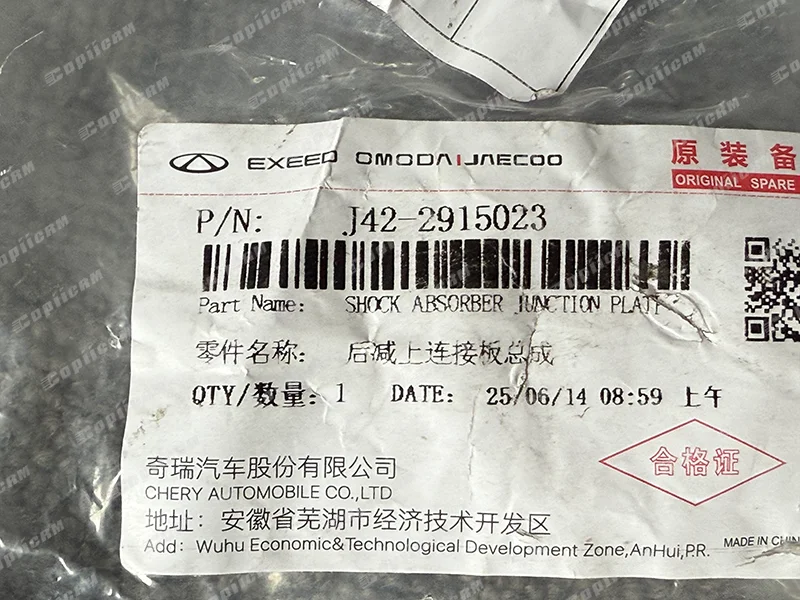 EXEED OMODA JAECOO
原装备
ORIGINAL SPARE
P/N: J42-2915023
Part Name: SHOCK ABSORBER JUNCTION PLATE
零件名称: 后减上连接板总成
QTY/数量: 1 DATE: 25/06/14 08:59 上午
合格证
奇瑞汽车股份有限公司
CHERY AUTOMOBILE CO.,LTD
地址: 安徽省芜湖市经济技术开发区
Add: Wuhu Economic&Technological Development Zone,AnHui,P.R.
MADE IN CHIN
Copiicam